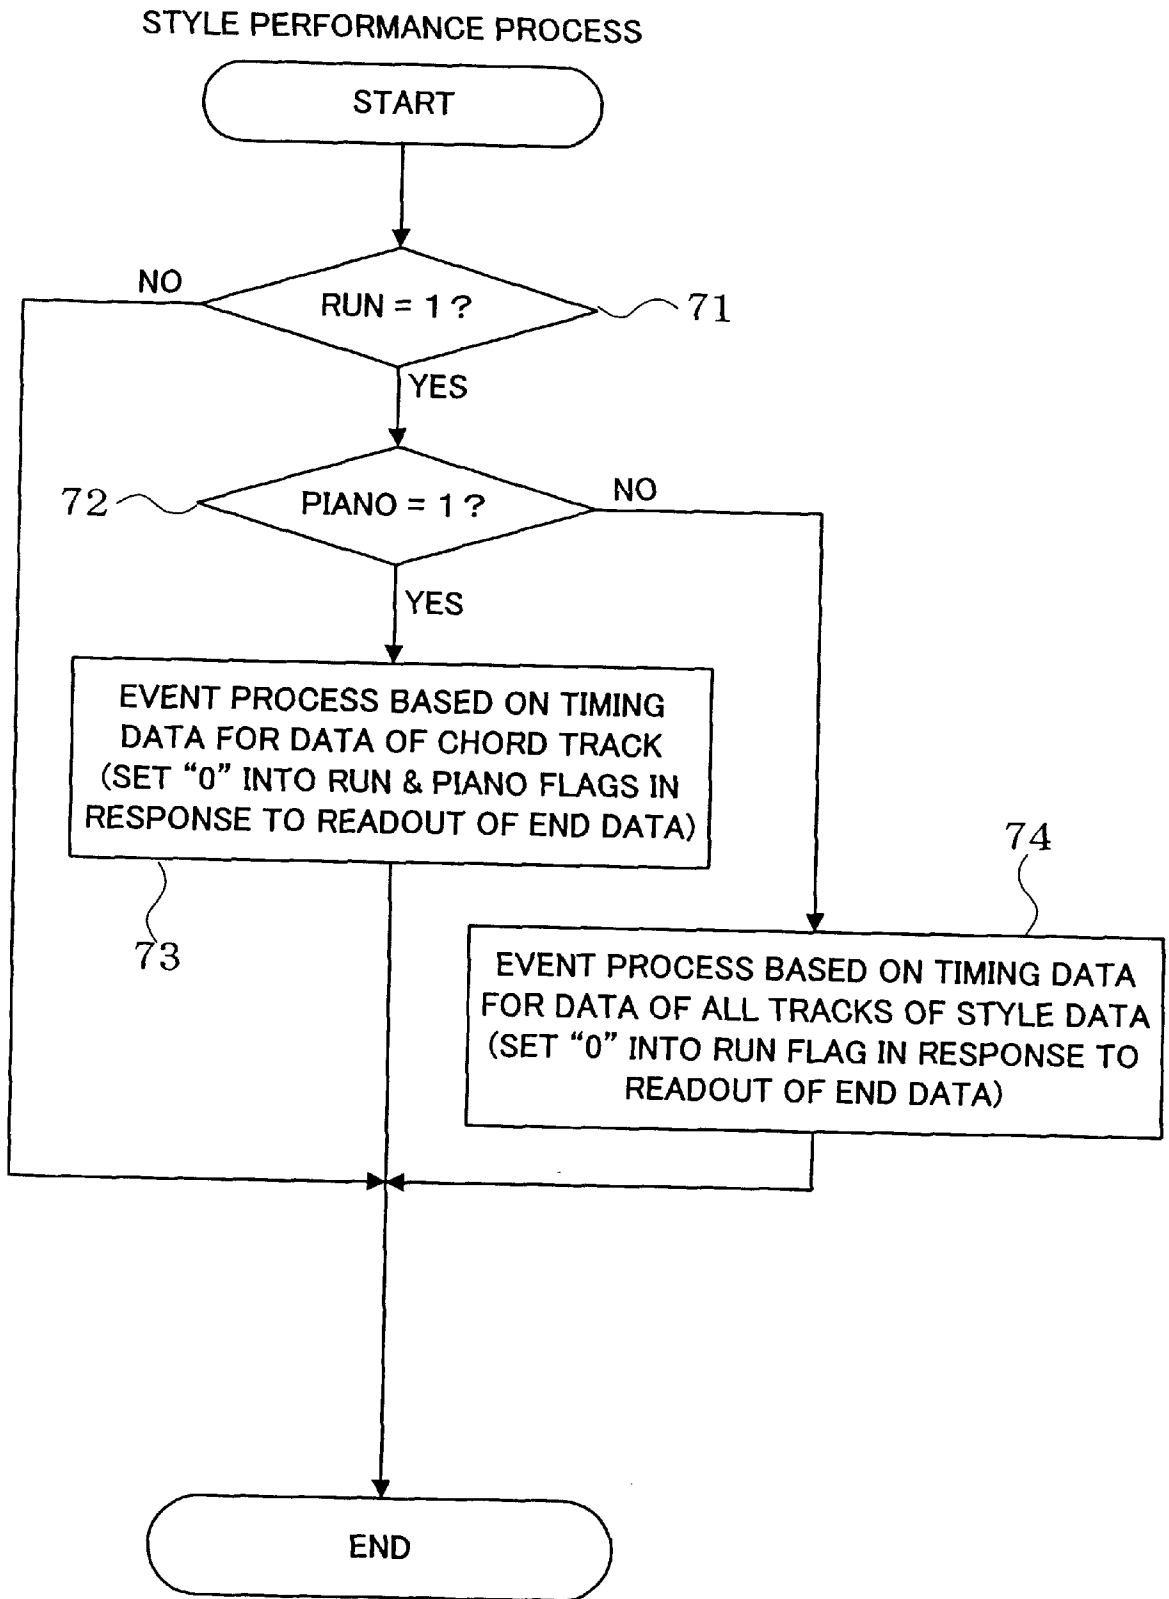 STYLE PERFORMANCE PROCESS
START
NO
RUN = 1 ?
71
YES
72
PIANO = 1 ?
NO
YES
EVENT PROCESS BASED ON TIMING
DATA FOR DATA OF CHORD TRACK
(SET “0” INTO RUN & PIANO FLAGS IN
RESPONSE TO READOUT OF END DATA)
73
74
EVENT PROCESS BASED ON TIMING DATA
FOR DATA OF ALL TRACKS OF STYLE DATA
(SET “0” INTO RUN FLAG IN RESPONSE TO
READOUT OF END DATA)
END